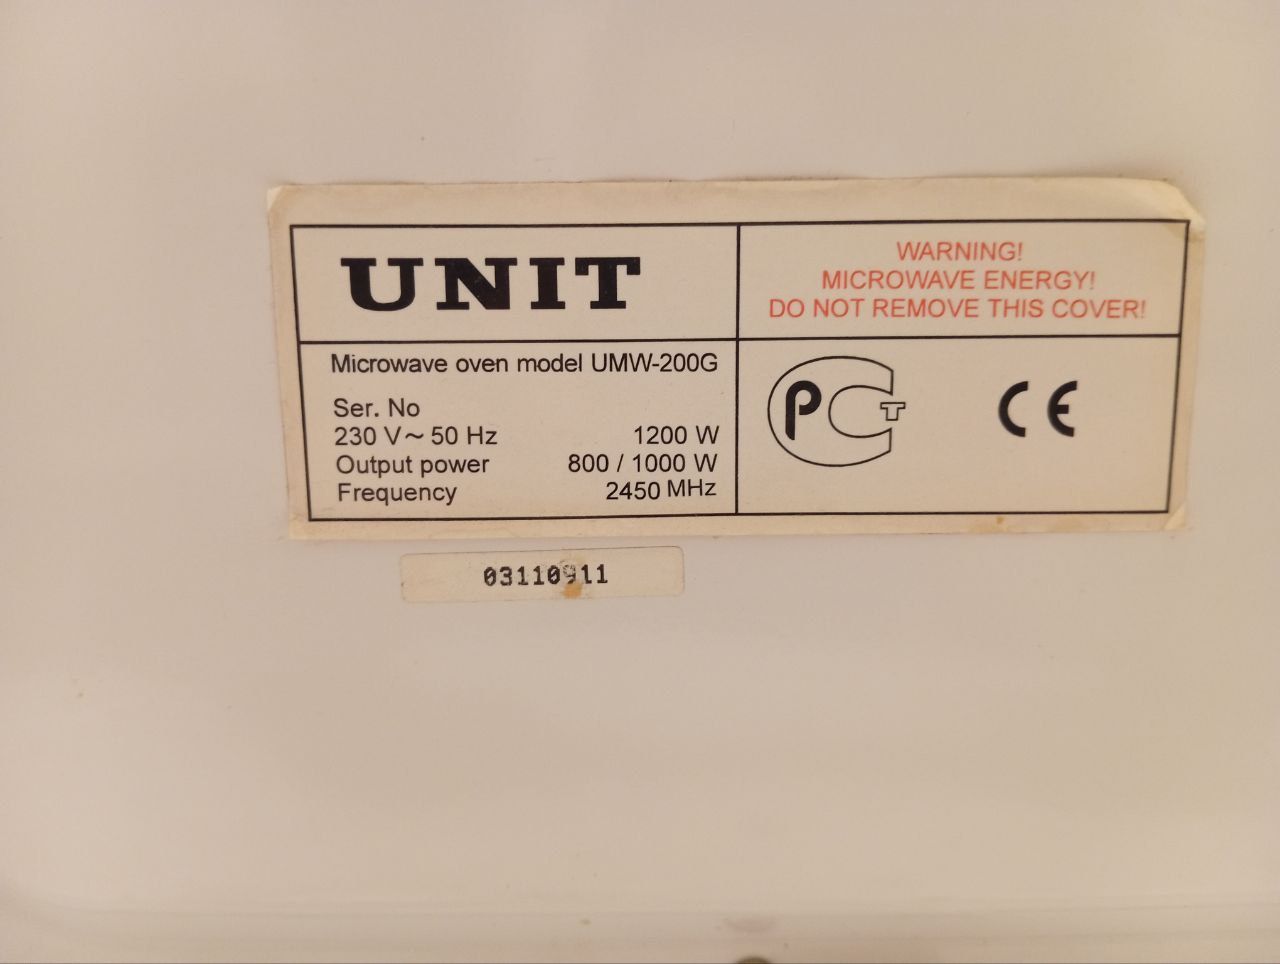 UNIT
WARNING!
MICROWAVE ENERGY!
DO NOT REMOVE THIS COVER!
Microwave oven model UMW-200G
Ser. No
230 V~ 50 Hz 1200 W
Output power 800 / 1000 W
Frequency 2450 MHz
РСТ
CE
03110911